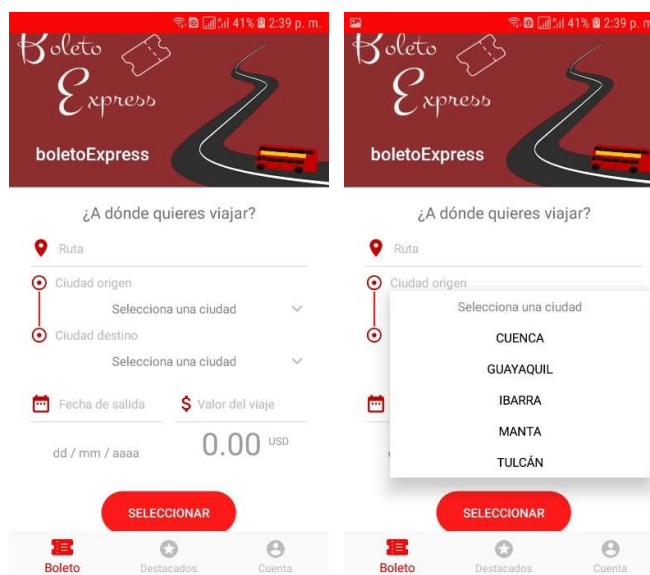 41% 2:39 p. m.
Boleto
Express
boletoExpress
¿A dónde quieres viajar?
Ruta
Ciudad origen
Selecciona una ciudad
Ciudad destino
Selecciona una ciudad
Fecha de salida
$ Valor del viaje
dd / mm / aaaa
0.00 USD
SELECCIONAR
Boleto
Destacados
Cuenta
41% 2:39 p. m
Boleto
Express
boletoExpress
¿A dónde quieres viajar?
Ruta
Ciudad origen
Selecciona una ciudad
CUENCA
GUAYAQUIL
IBARRA
MANTA
TULCÁN
SELECCIONAR
Boleto
Destacados
Cuenta